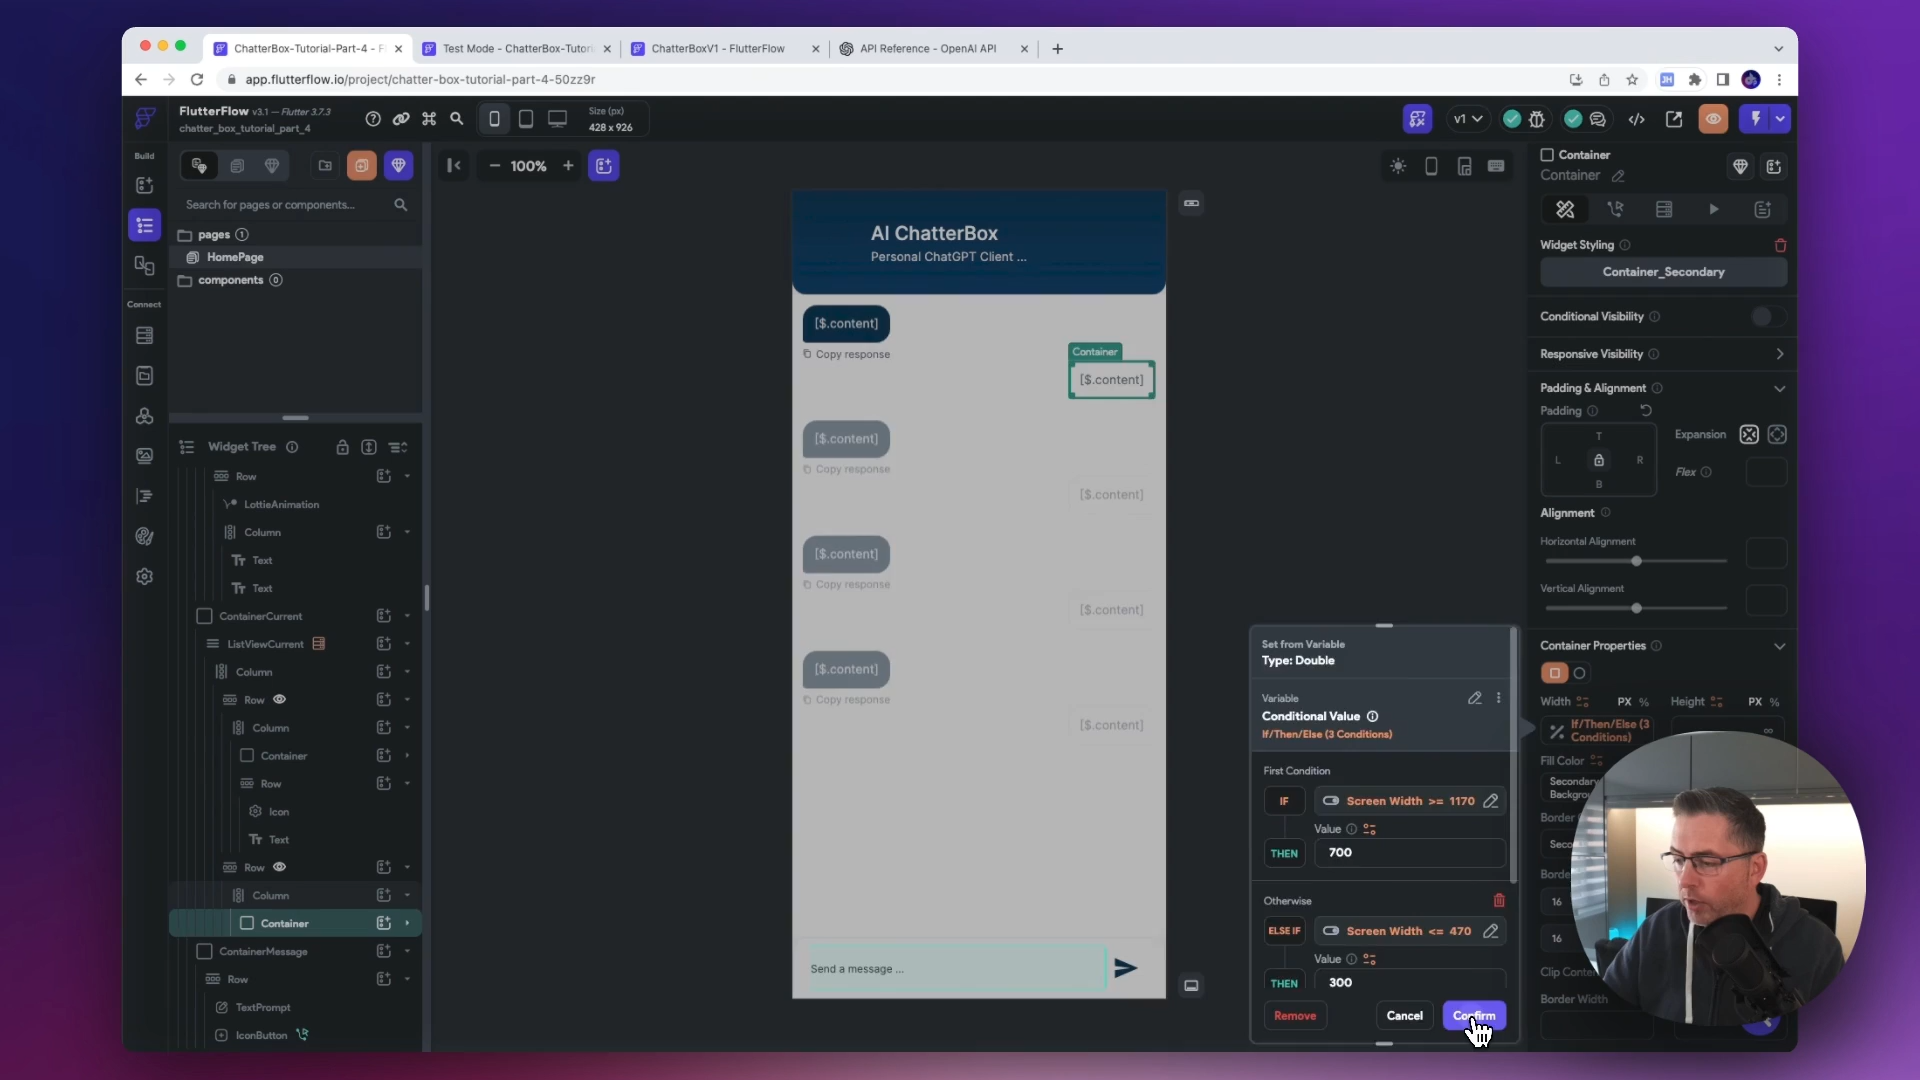 ChatterBox-Tutorial-Part-4 - F
Test Mode - ChatterBox-Tutori
ChatterBoxV1 - FlutterFlow
API Reference - OpenAI API
app.flutterflow.io/project/chatter-box-tutorial-part-4-50zz9r
JH
FlutterFlow v3.1 – Flutter 3.7.3
chatter_box_tutorial_part_4
Size (px)
428 x 926
v1
Build
100%
Container
Container
Search for pages or components...
pages 1
HomePage
components 0
Widget Styling
Container_Secondary
AI ChatterBox
Personal ChatGPT Client ...
Connect
Conditional Visibility
[$.content]
Copy response
Container
[$.content]
Responsive Visibility
Padding & Alignment
Padding
T
L
R
B
Expansion
Flex
[$.content]
Copy response
Widget Tree
Row
LottieAnimation
Column
Text
Text
[$.content]
Alignment
Horizontal Alignment
Vertical Alignment
[$.content]
Copy response
[$.content]
ContainerCurrent
ListViewCurrent
Column
Row
Column
Container
Row
Icon
Text
Row
Column
Container
ContainerMessage
Row
TextPrompt
IconButton
[$.content]
Copy response
[$.content]
Send a message ...
Set from Variable
Type: Double
Variable
Conditional Value
If/Then/Else (3 Conditions)
First Condition
IF
Screen Width >= 1170
Value
THEN
700
Otherwise
ELSE IF
Screen Width <= 470
Value
THEN
300
Remove
Cancel
Confirm
Container Properties
Width
PX %
Height
PX %
If/Then/Else (3
Conditions)
∞
Fill Color
Secondary
16
16
Border Width